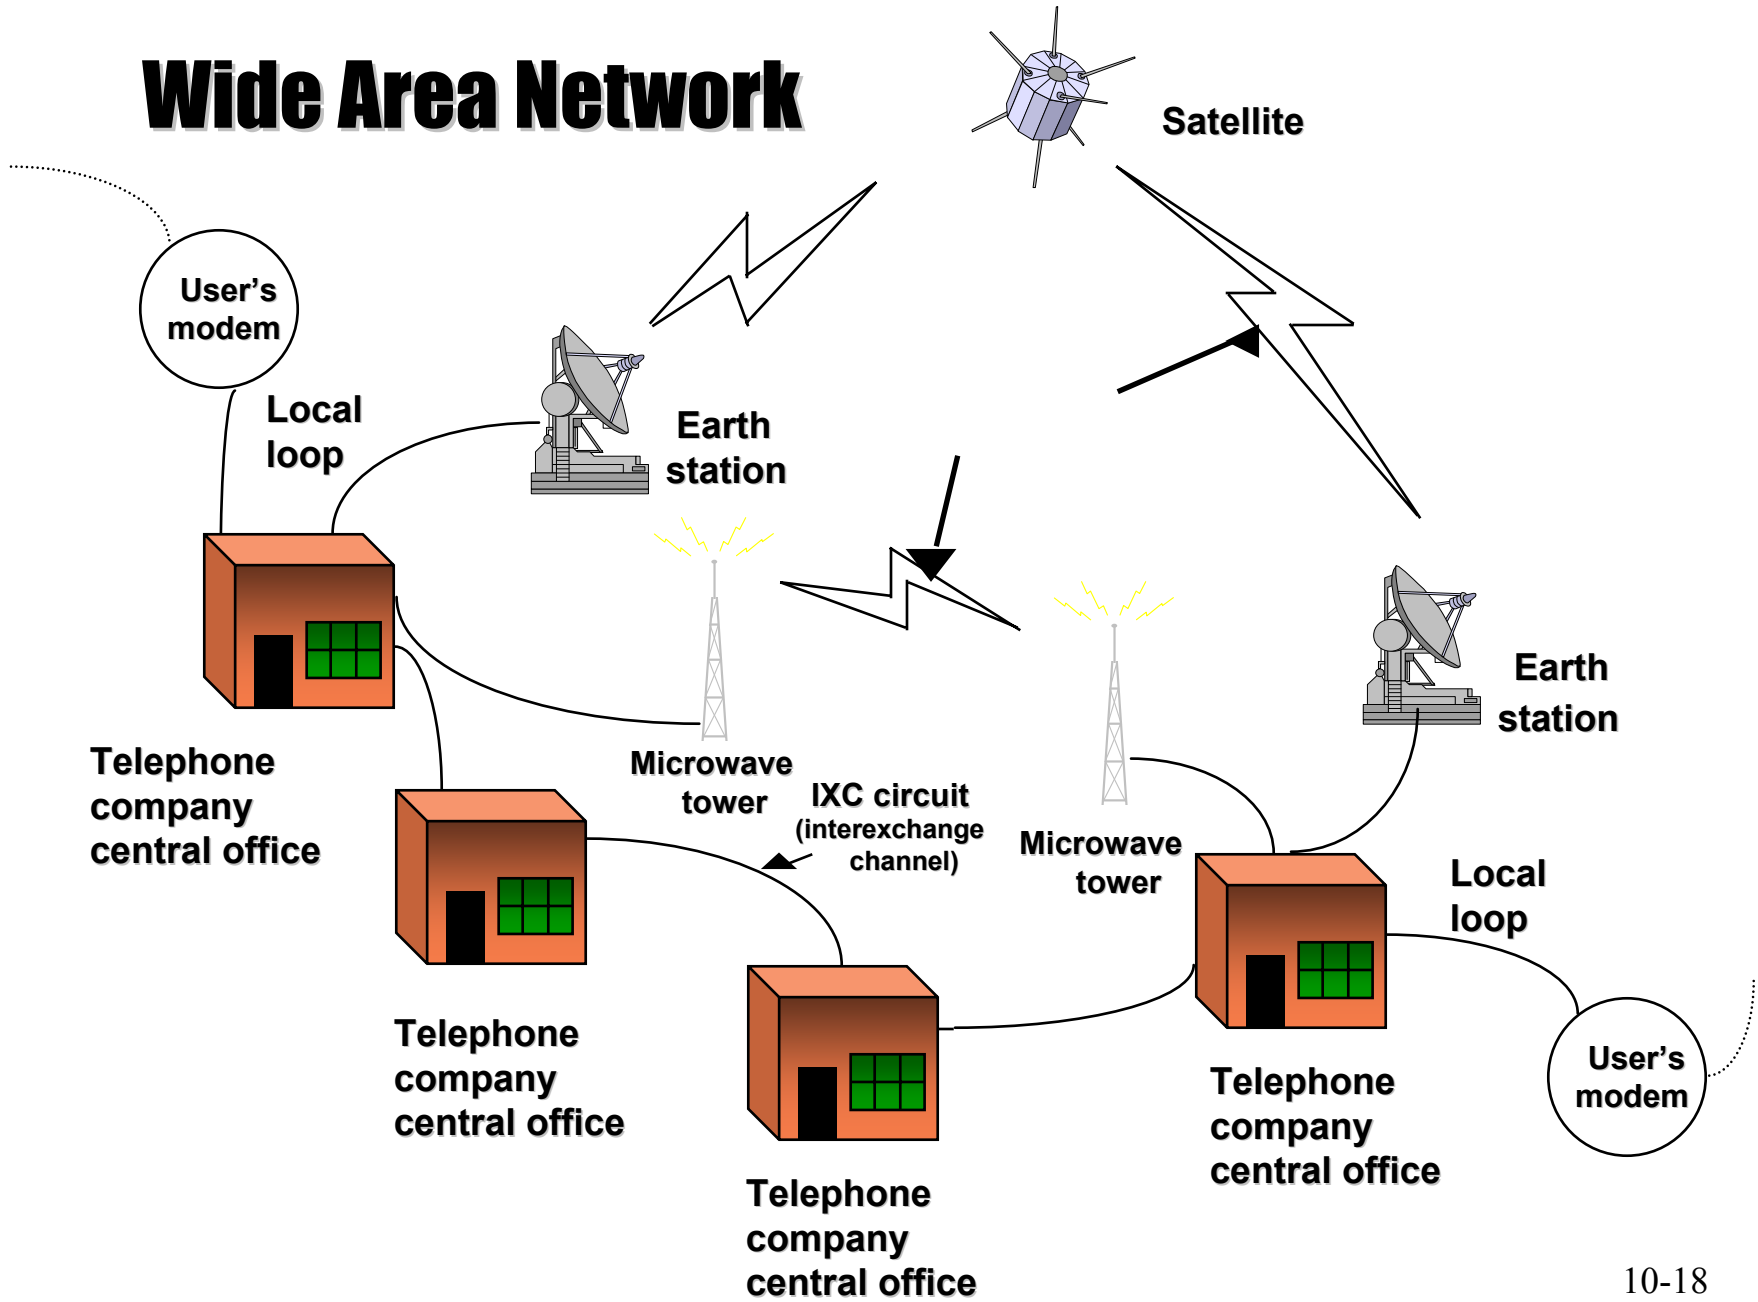 Wide Area Network
Satellite
User’s
modem
Local
loop
Earth
station
Earth
station
Telephone
company
central office
Microwave
tower
IXC circuit
(interexchange
channel)
Microwave
tower
Local
loop
Telephone
company
central office
User’s
modem
Telephone
company
central office
Telephone
company
central office
10-18